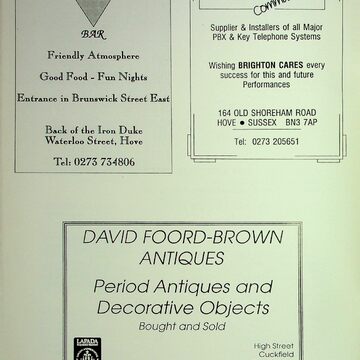 BAR
Friendly Atmosphere
Good Food - Fun Nights
Entrance in Brunswick Street East
Back of the Iron Duke
Waterloo Street, Hove
Tel: 0273 734806
Supplier & Installers of all Major
PBX & Key Telephone Systems
Wishing BRIGHTON CARES every
success for this and future
Performances
164 OLD SHOREHAM ROAD
HOVE • SUSSEX BN3 7AP
Tel: 0273 205651
DAVID FOORD-BROWN
ANTIQUES
Period Antiques and
Decorative Objects
Bought and Sold
LAPADA
High Street
Cuckfield